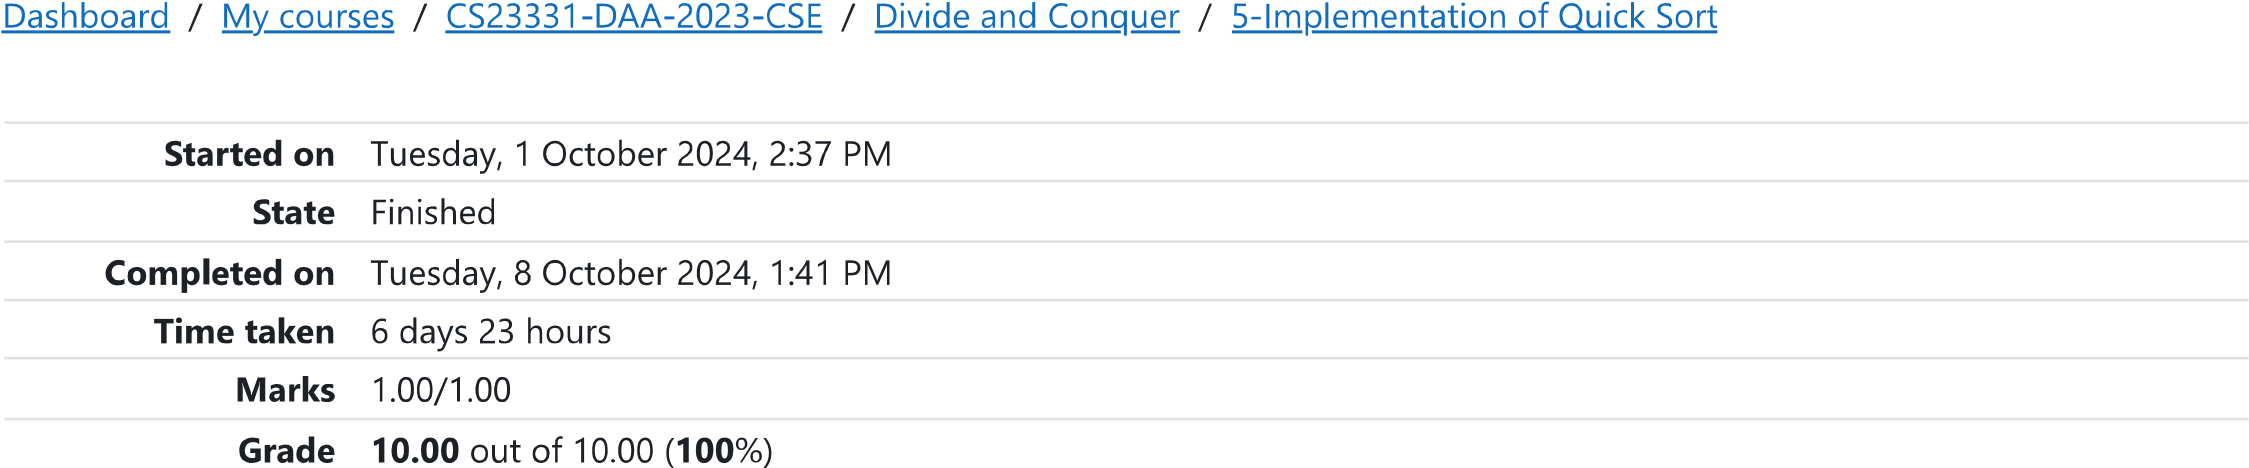 Dashboard / My courses / CS23331-DAA-2023-CSE / Divide and Conquer / 5-Implementation of Quick Sort
Started on Tuesday, 1 October 2024, 2:37 PM
State Finished
Completed on Tuesday, 8 October 2024, 1:41 PM
Time taken 6 days 23 hours
Marks 1.00/1.00
Grade 10.00 out of 10.00 (100%)